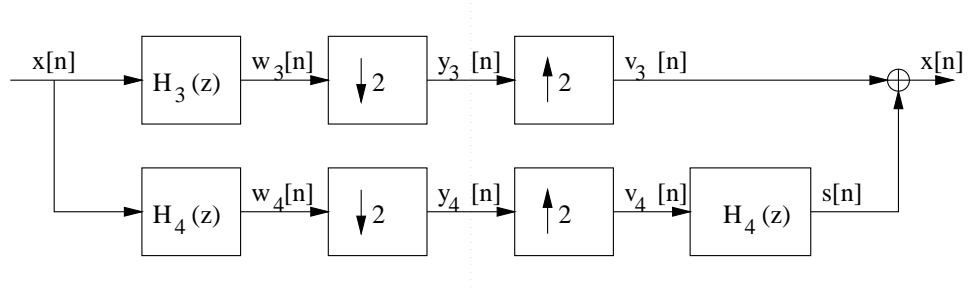 x[n] H₃(z) w₃[n] ↓2 y₃ [n] ↑2 v₃ [n] x[n]
H₄(z) w₄[n] ↓2 y₄ [n] ↑2 v₄ [n] H₄(z) s[n]